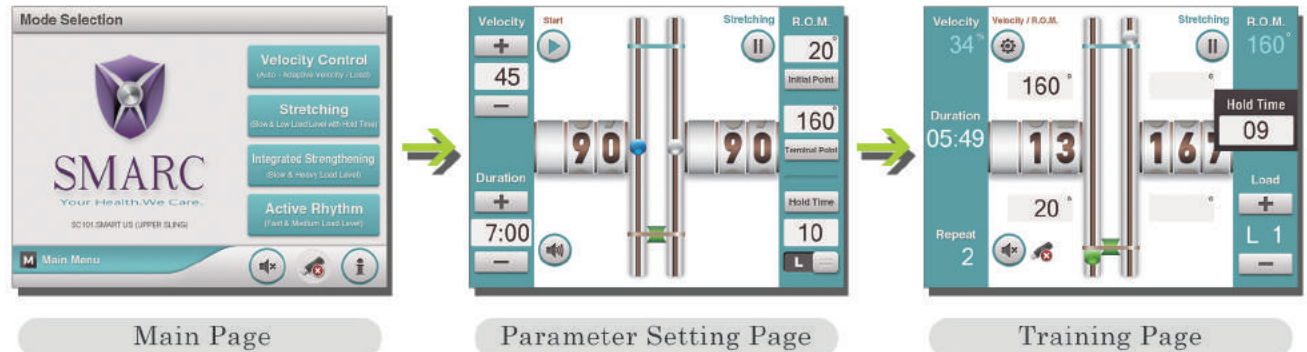 Mode Selection
SMARC
Your Health.We Care.
SC101.SMART US (UPPER SLING)
Velocity Control
(Auto - Adaptive Velocity / Load)
Stretching
(Slow & Low Load Level with Hold Time)
Integrated Strengthening
(Slow & Heavy Load Level)
Active Rhythm
(Fast & Medium Load Level)
M Main Menu
Main Page
Velocity
+
45
−
Duration
+
7:00
−
Start
Stretching
90
90
R.O.M.
20°
Initial Point
160°
Terminal Point
Hold Time
10
L
Parameter Setting Page
Velocity
34
Duration
05:49
Repeat
2
Velocity / R.O.M.
Stretching
160°
°
13
167
20°
°
R.O.M.
160°
Hold Time
09
Load
+
L 1
−
Training Page